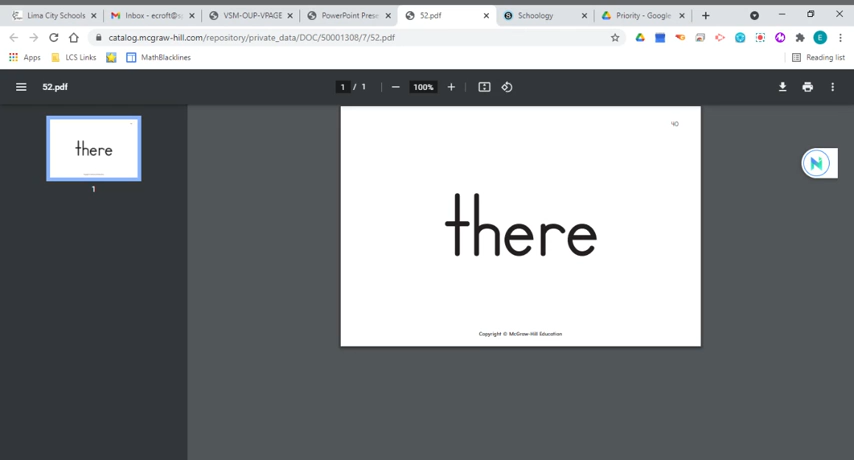 Lima City Schools
Inbox - ecroft@s
VSM-OUP-VPAGE
PowerPoint Prese
52.pdf
Schoology
Priority - Google
catalog.mcgraw-hill.com/repository/private_data/DOC/S0001308/7/52.pdf
E
Apps
LCS Links
MathBlacklines
Reading list
52.pdf
1 / 1
100%
there
1
40
there
Copyright © McGraw-Hill Education
N